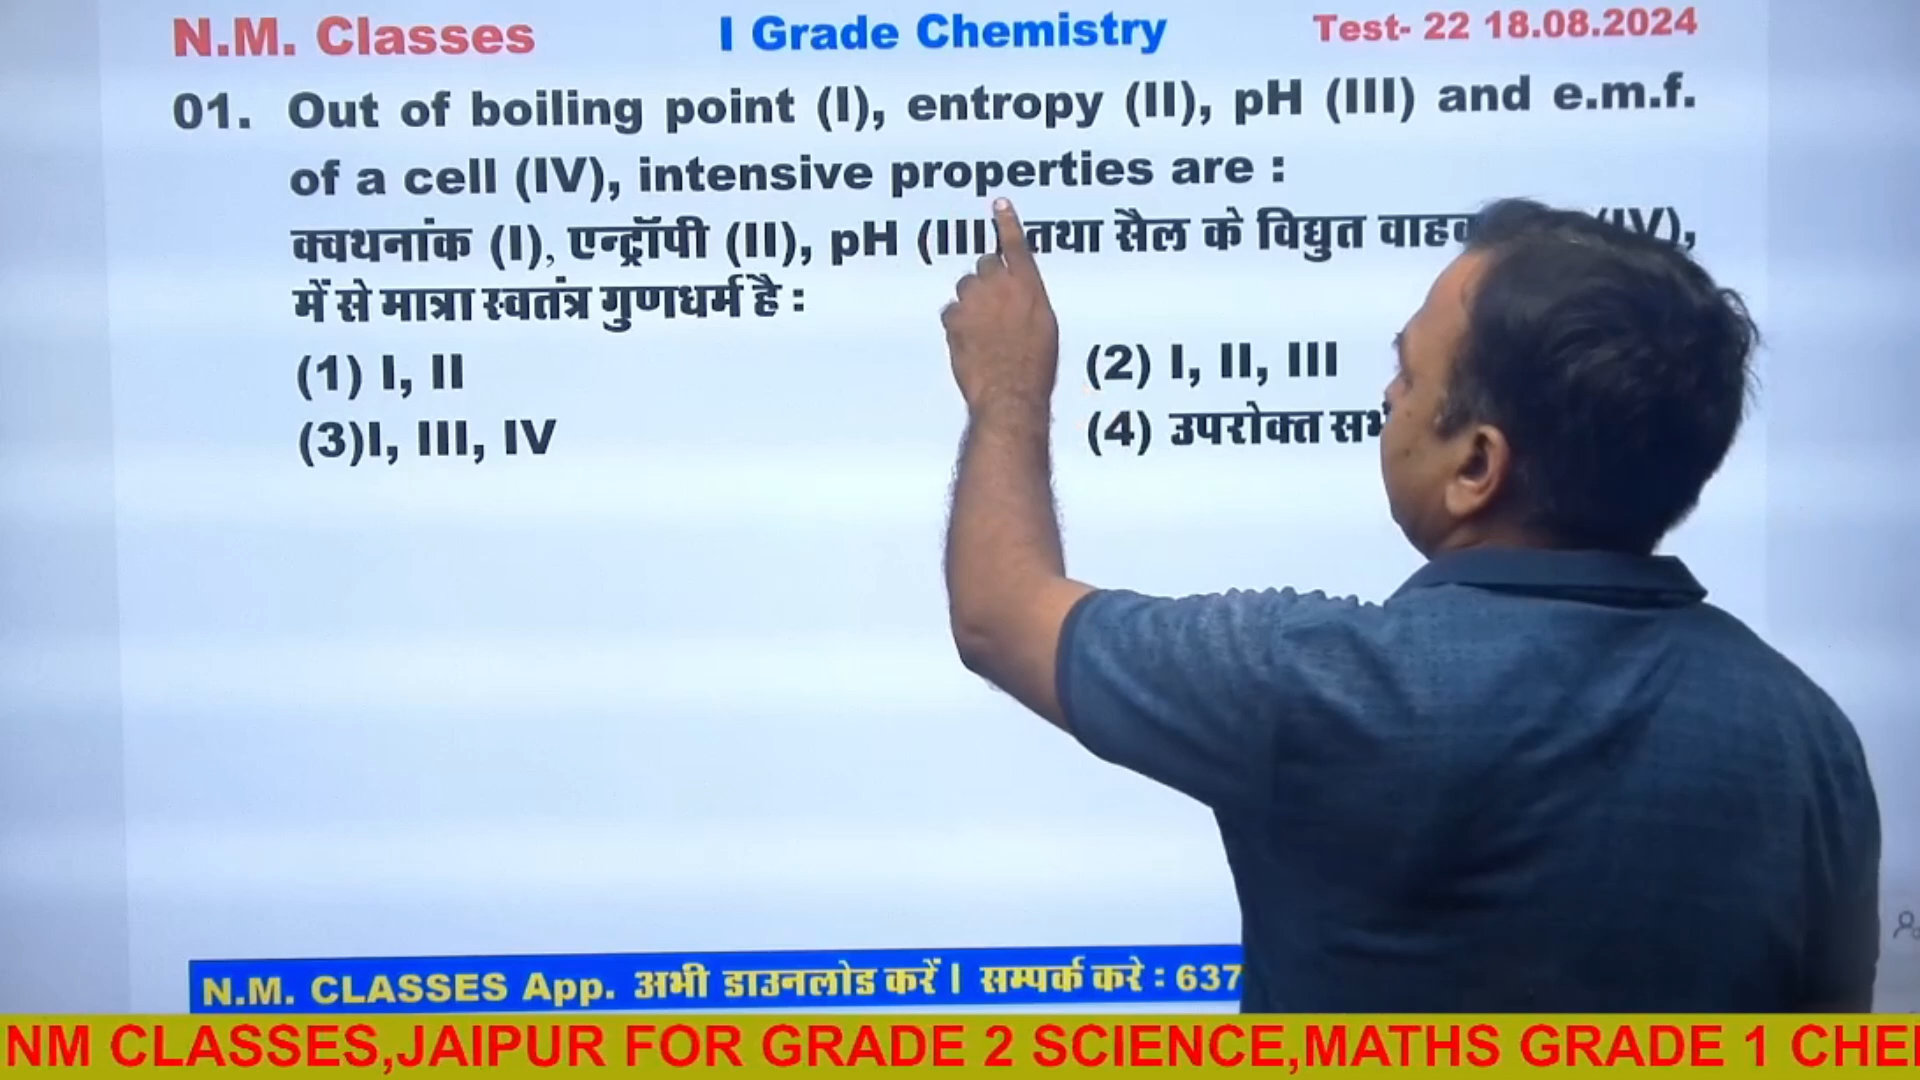 N.M. Classes I Grade Chemistry Test- 22 18.08.2024
01. Out of boiling point (I), entropy (II), pH (III) and e.m.f.
of a cell (IV), intensive properties are :
क्वथनांक (I), एन्ट्रॉपी (II), pH (III) तथा सैल के विद्युत (IV),
में से मात्रा स्वतंत्र गुणधर्म है :
(1) I, II (2) I, II, III
(3)I, III, IV (4) उपरोक्त
N.M. CLASSES App. अभी डाउनलोड करें। सम्पर्क करे : 637
NM CLASSES,JAIPUR FOR GRADE 2 SCIENCE,MATHS GRADE 1